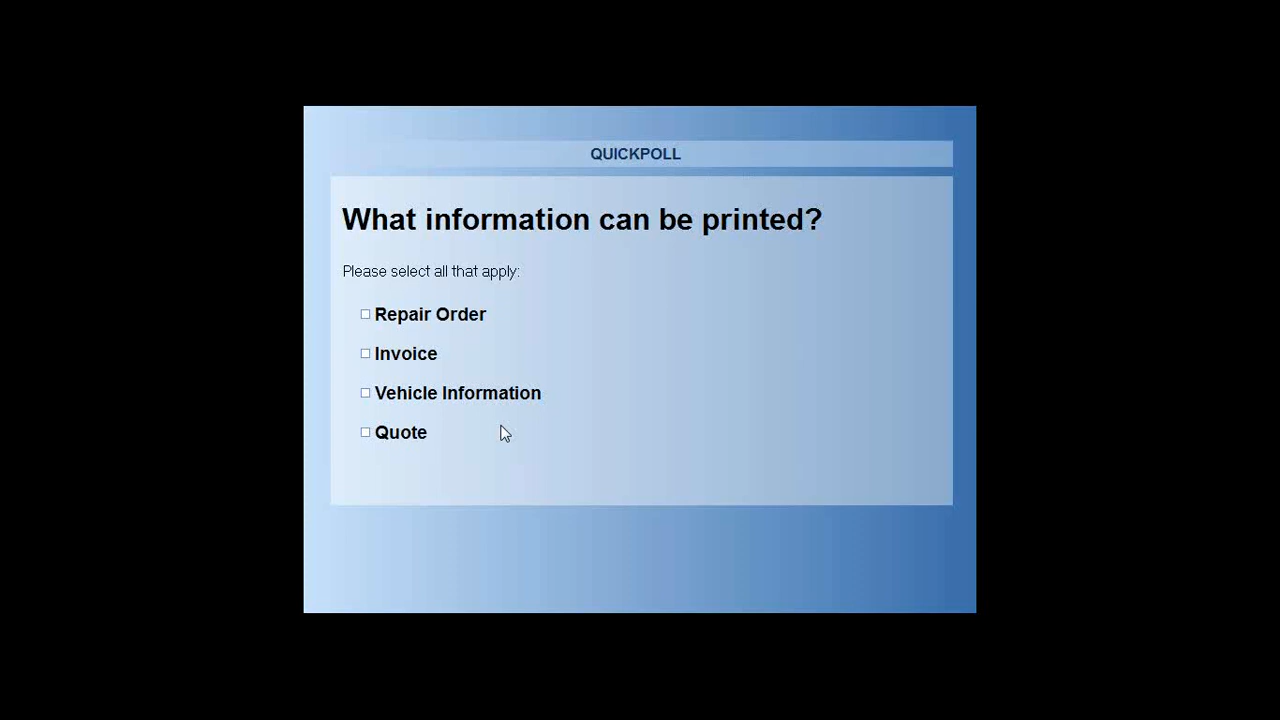 QUICKPOLL
What information can be printed?
Please select all that apply:
Repair Order
Invoice
Vehicle Information
Quote